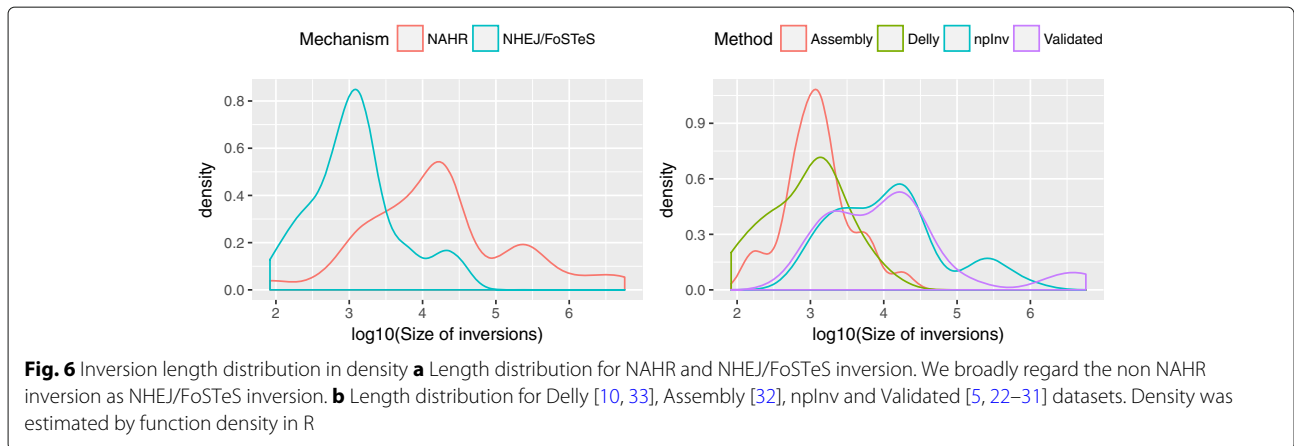 Mechanism NAHR NHEJ/FoSTeS
Method Assembly Delly npInv Validated
0.8
0.6
0.4
0.2
0.0
density
2 3 4 5 6
log10(Size of inversions)
0.9
0.6
0.3
0.0
density
2 3 4 5 6
log10(Size of inversions)
Fig. 6 Inversion length distribution in density a Length distribution for NAHR and NHEJ/FoSTeS inversion. We broadly regard the non NAHR
inversion as NHEJ/FoSTeS inversion. b Length distribution for Delly [10, 33], Assembly [32], npInv and Validated [5, 22–31] datasets. Density was
estimated by function density in R